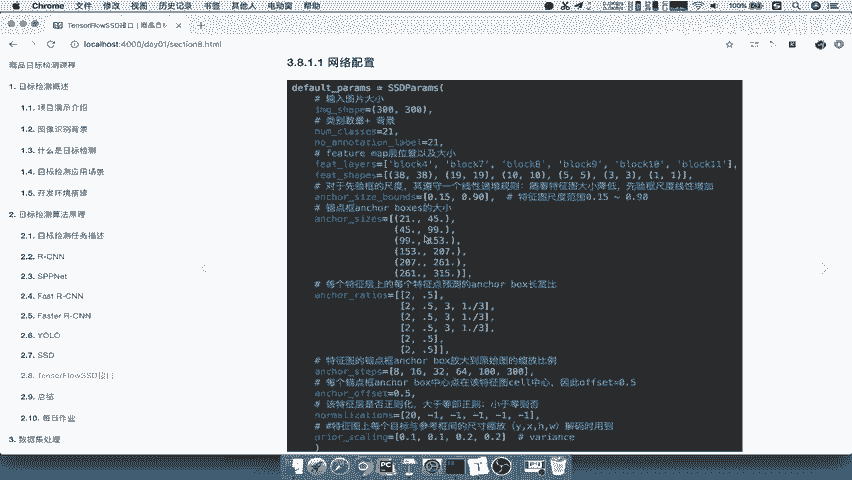 Chrome 文件 修改 视图 历史记录 书签 其他人 电动窗 帮助
100%
TensorFlowSSD接口
localhost:4000/day01/section8.html
商品目标检测课程
1. 目标检测概述
1.1. 项目演示介绍
1.2. 图像识别背景
1.3. 什么是目标检测
1.4. 目标检测应用场景
1.5. 开发环境搭建
2. 目标检测算法原理
2.1. 目标检测任务描述
2.2. R-CNN
2.3. SPPNet
2.4. Fast R-CNN
2.5. Faster R-CNN
2.6. YOLO
2.7. SSD
2.8. TensorFlowSSD接口
2.9. 总结
2.10. 每日作业
3. 数据集处理
3.8.1.1 网络配置
default_params = SSDParams(
# 输入图片大小
img_shape=(300, 300),
# 类别数量+ 背景
num_classes=21,
no_annotation_label=21,
# feature map层位置以及大小
feat_layers=['block4', 'block7', 'block8', 'block9', 'block10', 'block11'],
feat_shapes=[(38, 38), (19, 19), (10, 10), (5, 5), (3, 3), (1, 1)],
# 对于先验框的尺度，其遵守一个线性递增规则：随着特征图大小降低，先验框尺度线性增加
anchor_size_bounds=[0.15, 0.90], # 特征图尺度范围0.15 ~ 0.90
# 锚点框anchor boxes的大小
anchor_sizes=[(21., 45.),
(45., 99.),
(99., 153.),
(153., 207.),
(207., 261.),
(261., 315.)],
# 每个特征层上的每个特征点预测的anchor box长宽比
anchor_ratios=[[2, .5],
[2, .5, 3, 1./3],
[2, .5, 3, 1./3],
[2, .5, 3, 1./3],
[2, .5],
[2, .5]],
# 特征图的锚点框anchor box放大到原始图的缩放比例
anchor_steps=[8, 16, 32, 64, 100, 300],
# 每个锚点框anchor box中心点在该特征图cell中心，因此offset=0.5
anchor_offset=0.5,
# 该特征层是否正则化，大于零即正则；小于零则否
normalizations=[20, -1, -1, -1, -1, -1],
# #特征图上每个目标与参考框间的尺寸缩放（y,x,h,w）解码时用到
prior_scaling=[0.1, 0.1, 0.2, 0.2] # variance
)